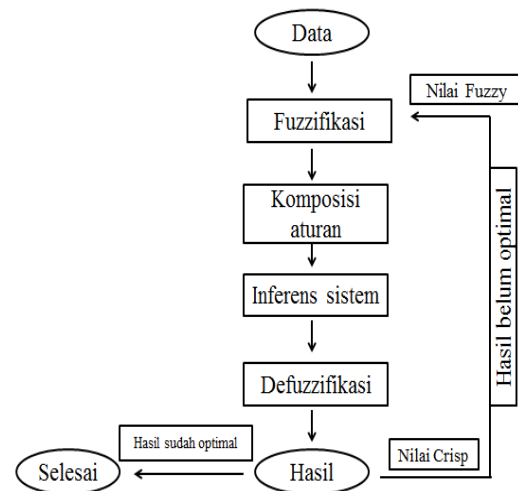 Data
Nilai Fuzzy
Fuzzifikasi
Komposisi
aturan
Inferens sistem
Hasil belum optimal
Defuzzifikasi
Hasil sudah optimal
Nilai Crisp
Selesai
Hasil